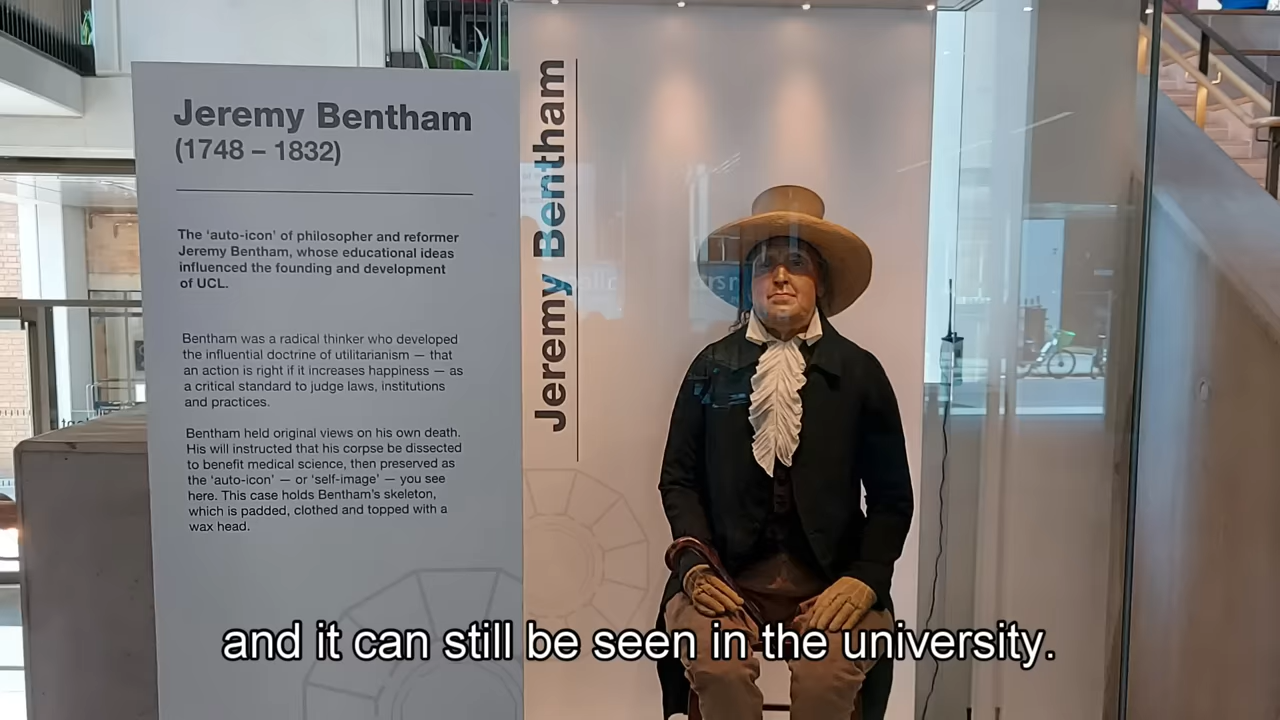 Jeremy Bentham
(1748 – 1832)
The 'auto-icon' of philosopher and reformer
Jeremy Bentham, whose educational ideas
influenced the founding and development
of UCL.
Bentham was a radical thinker who developed
the influential doctrine of utilitarianism — that
an action is right if it increases happiness — as
a critical standard to judge laws, institutions
and practices.
Bentham held original views on his own death.
His will instructed that his corpse be dissected
to benefit medical science, then preserved as
the 'auto-icon' — or 'self-image' — you see
here. This case holds Bentham's skeleton,
which is padded, clothed and topped with a
wax head.
Jeremy Bentham
and it can still be seen in the university.